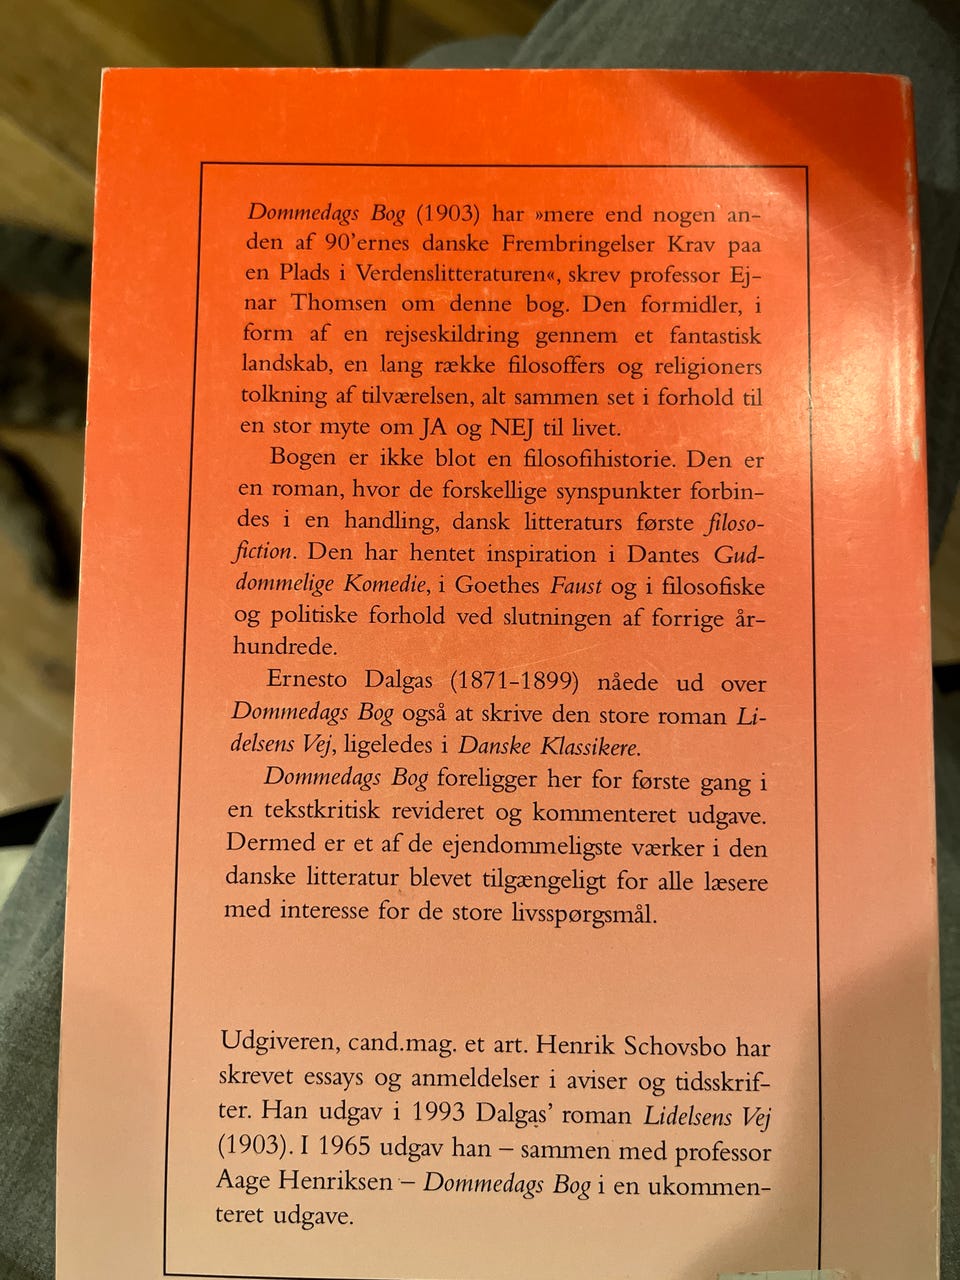 Dommedags Bog (1903) har »mere end nogen an-
den af 90'ernes danske Frembringelser Krav paa
en Plads i Verdenslitteraturen«, skrev professor Ej-
nar Thomsen om denne bog. Den formidler, i
form af en rejseskildring gennem et fantastisk
landskab, en lang række filosoffers og religioners
tolkning af tilværelsen, alt sammen set i forhold til
en stor myte om JA og NEJ til livet.
Bogen er ikke blot en filosofihistorie. Den er
en roman, hvor de forskellige synspunkter forbin-
des i en handling, dansk litteraturs første filoso-
fiction. Den har hentet inspiration i Dantes Gud-
dommelige Komedie, i Goethes Faust og i filosofiske
og politiske forhold ved slutningen af forrige år-
hundrede.
Ernesto Dalgas (1871-1899) nåede ud over
Dommedags Bog også at skrive den store roman Li-
delsens Vej, ligeledes i Danske Klassikere.
Dommedags Bog foreligger her for første gang i
en tekstkritisk revideret og kommenteret udgave.
Dermed er et af de ejendommeligste værker i den
danske litteratur blevet tilgængeligt for alle læsere
med interesse for de store livsspørgsmål.
Udgiveren, cand.mag. et art. Henrik Schovsbo har
skrevet essays og anmeldelser i aviser og tidsskrif-
ter. Han udgav i 1993 Dalgas' roman Lidelsens Vej
(1903). I 1965 udgav han – sammen med professor
Aage Henriksen – Dommedags Bog i en ukommen-
teret udgave.